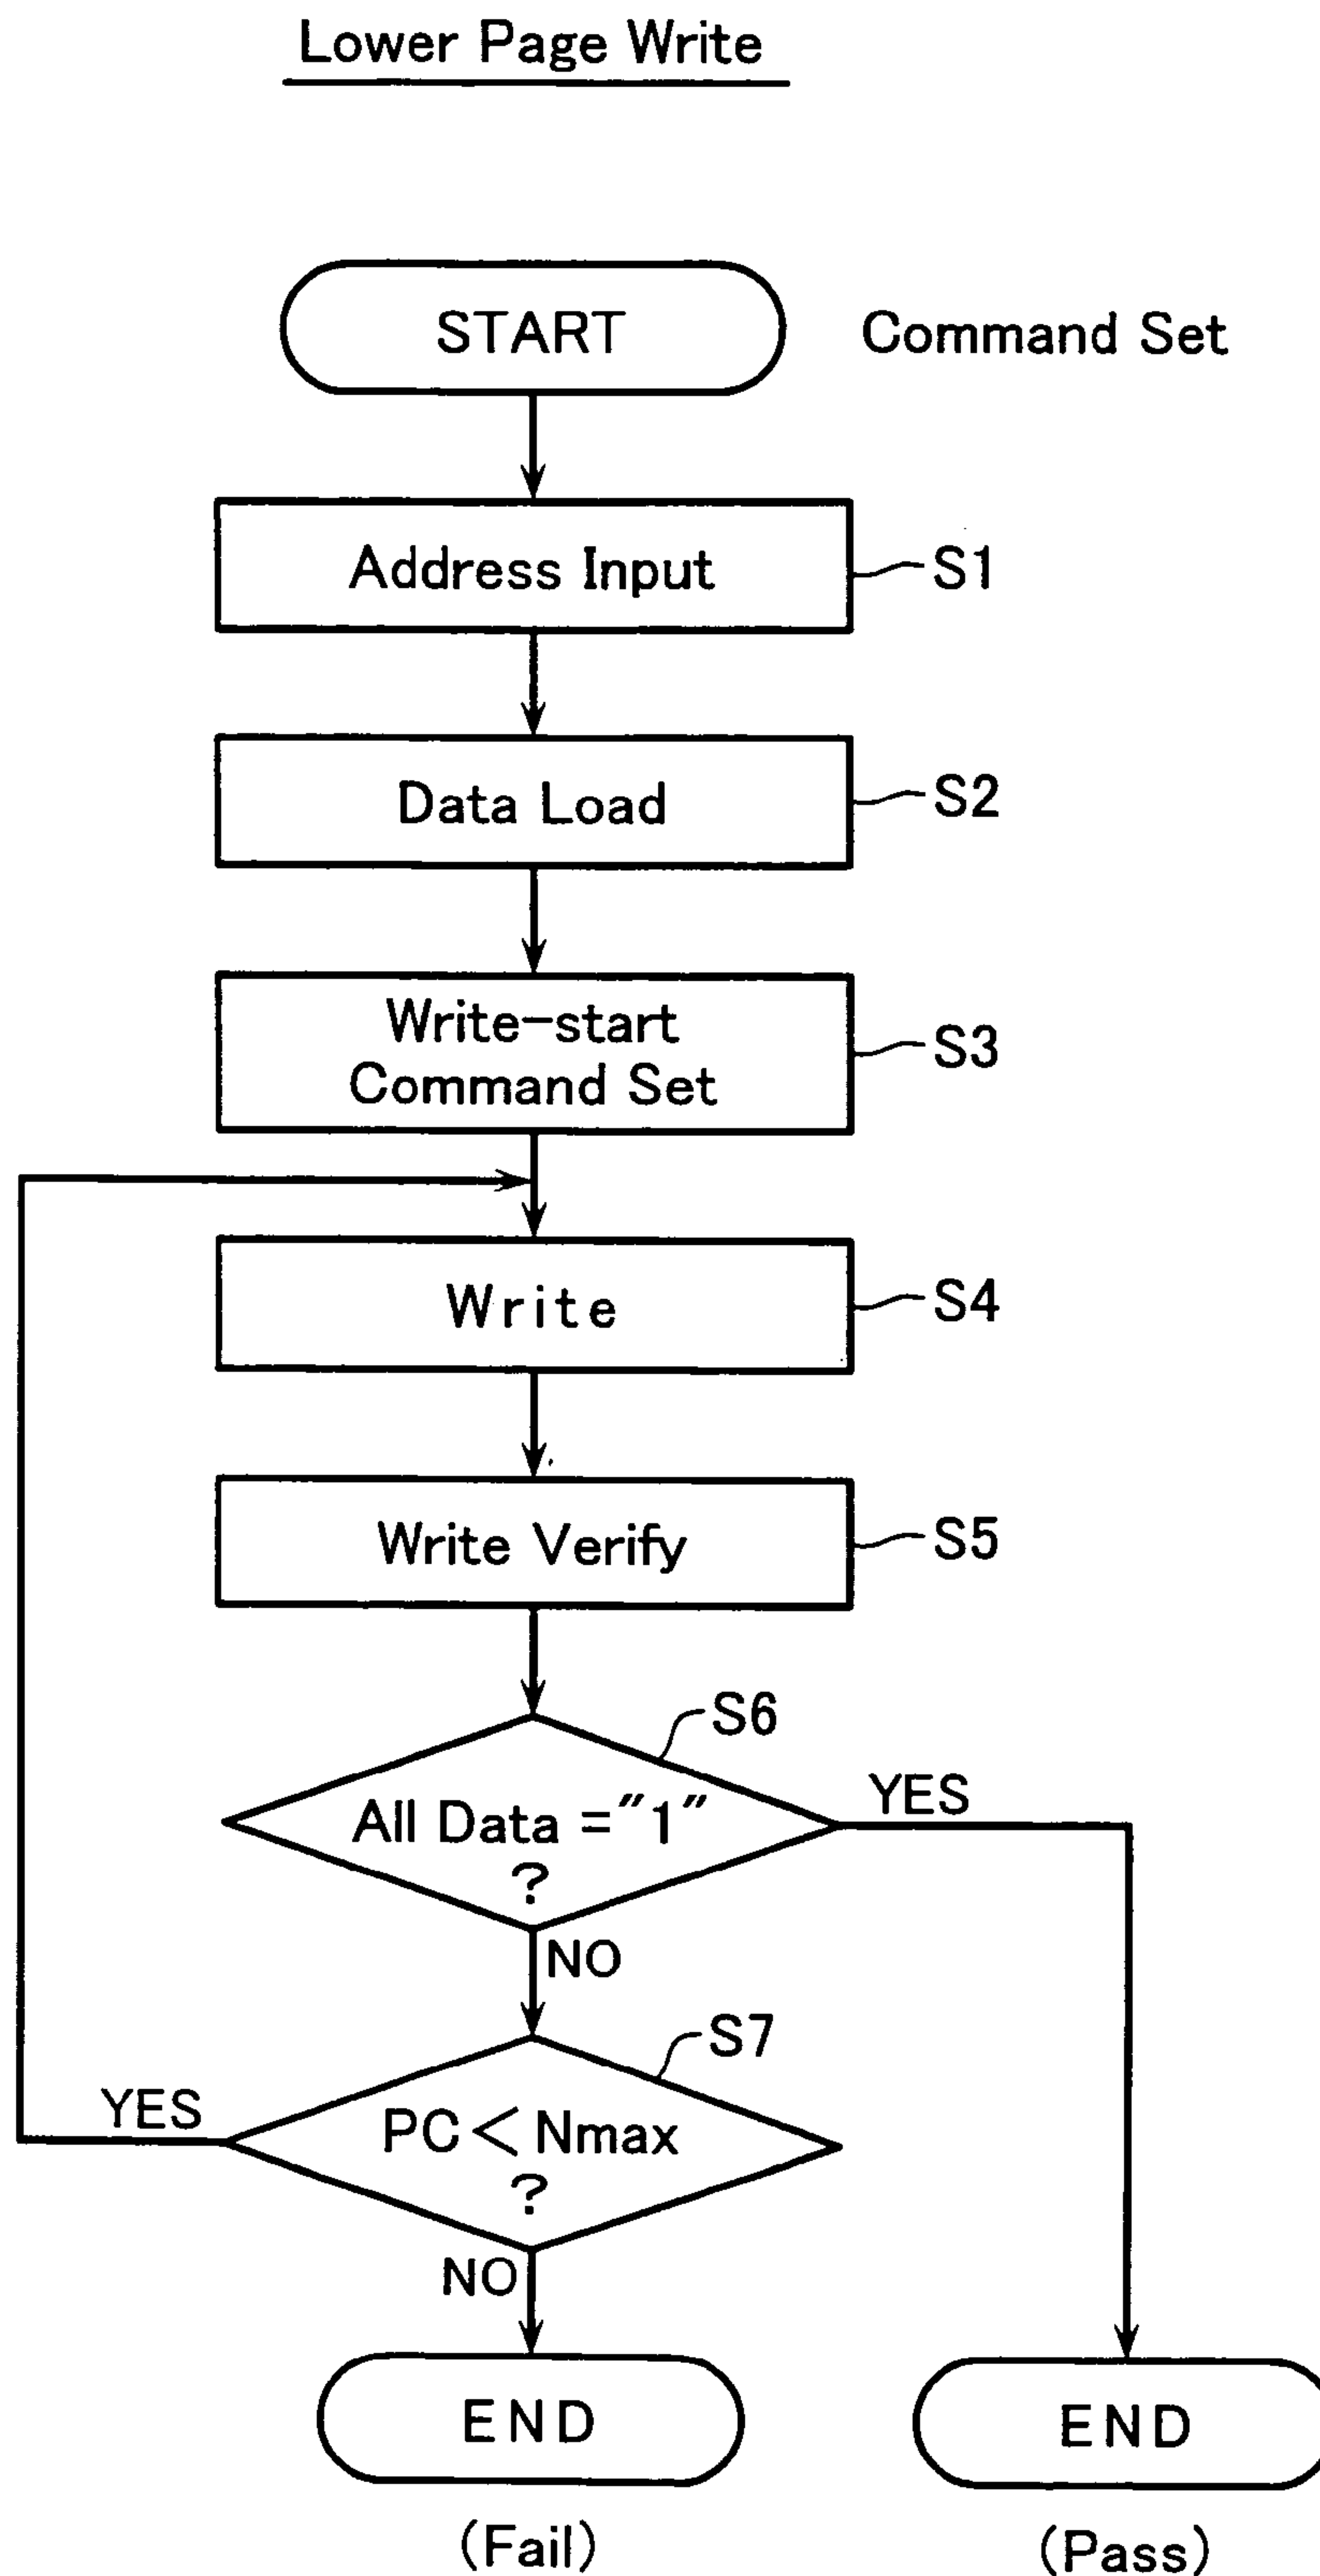 Lower Page Write
START
Command Set
Address Input
S1
Data Load
S2
Write-start
Command Set
S3
Write
S4
Write Verify
S5
S6
All Data ="1"
?
YES
NO
S7
YES
PC<Nmax
?
NO
END
END
(Fail)
(Pass)